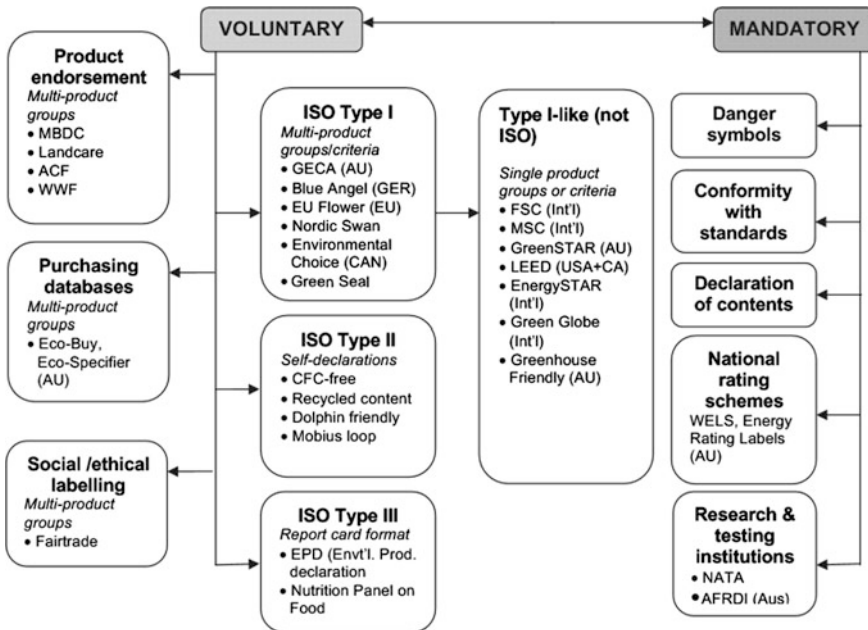 VOLUNTARY
MANDATORY
Product
endorsement
Multi-product
groups
• MBDC
• Landcare
• ACF
• WWF
Purchasing
databases
Multi-product
groups
• Eco-Buy,
Eco-Specifier
(AU)
Social /ethical
labelling
Multi-product
groups
• Fairtrade
ISO Type I
Multi-product
groups/criteria
• GECA (AU)
• Blue Angel (GER)
• EU Flower (EU)
• Nordic Swan
• Environmental
Choice (CAN)
• Green Seal
ISO Type II
Self-declarations
• CFC-free
• Recycled content
• Dolphin friendly
• Mobius loop
ISO Type III
Report card format
• EPD (Envt'l. Prod.
declaration
• Nutrition Panel on
Food
Type I-like (not
ISO)
Single product
groups or criteria
• FSC (Int'l)
• MSC (Int'l)
• GreenSTAR (AU)
• LEED (USA+CA)
• EnergySTAR
(Int'l)
• Green Globe
(Int'l)
• Greenhouse
Friendly (AU)
Danger
symbols
Conformity
with
standards
Declaration
of contents
National
rating
schemes
WELS, Energy
Rating Labels
(AU)
Research &
testing
institutions
• NATA
• AFRDI (Aus)